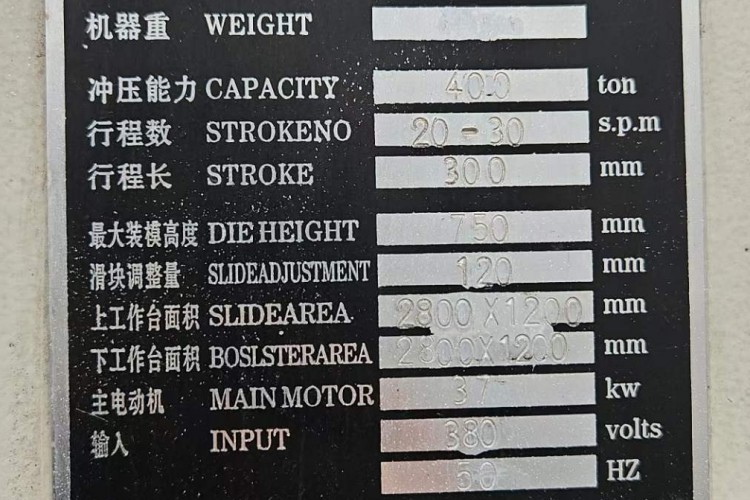 机器重 WEIGHT
冲压能力 CAPACITY 400 ton
行程数 STROKENO 20-30 s.p.m
行程长 STROKE 300 mm
最大装模高度 DIE HEIGHT 750 mm
滑块调整量 SLIDEADJUSTMENT 120 mm
上工作台面积 SLIDEAREA 2800X1200 mm
下工作台面积 BOSLSTERAREA 2800X1200 mm
主电动机 MAIN MOTOR 37 kw
输入 INPUT 380 volts
50 HZ